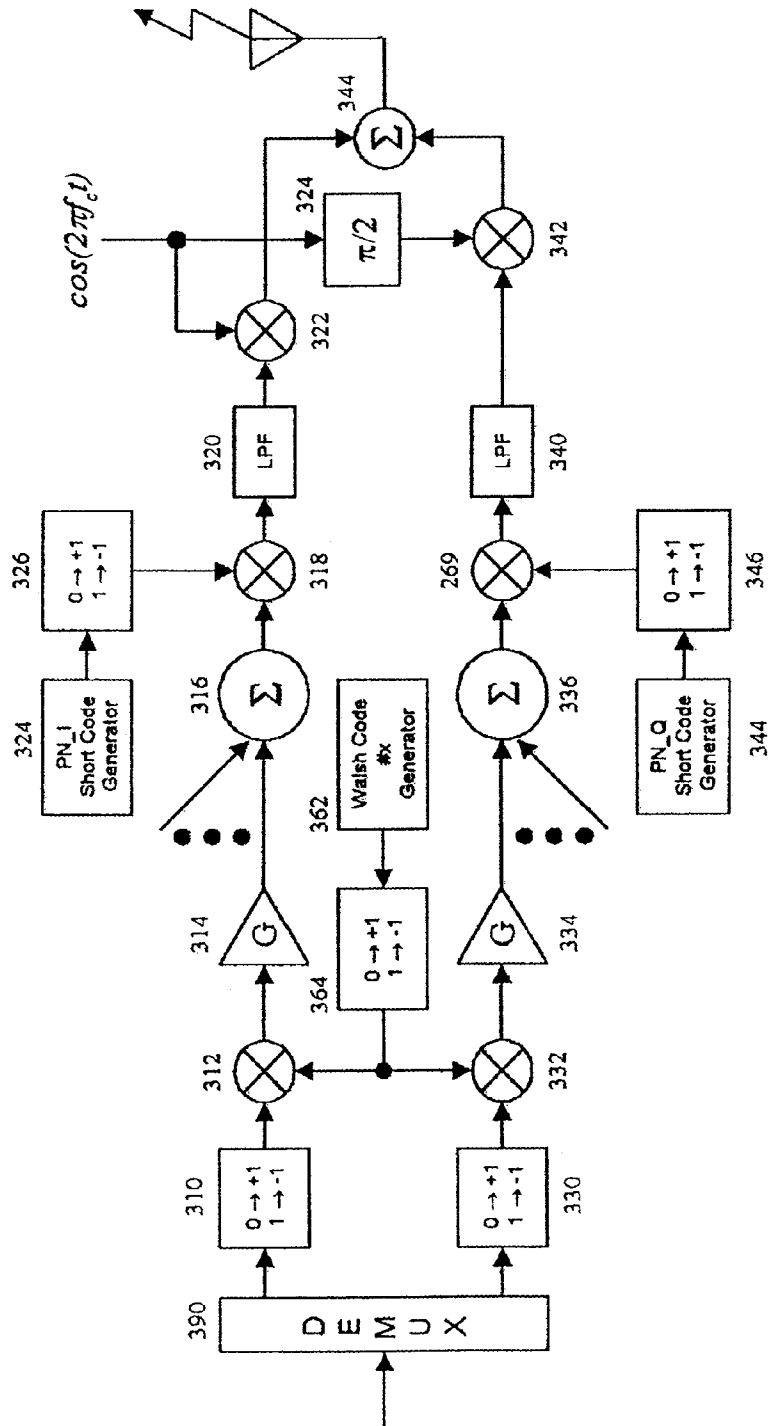 390
D E M U X
310
0 → +1
1 → -1
330
0 → +1
1 → -1
312
332
364
0 → +1
1 → -1
362
Walsh Code
#x
Generator
314
G
334
G
316
Σ
336
Σ
324
PN_I
Short Code
Generator
326
0 → +1
1 → -1
344
PN_Q
Short Code
Generator
346
0 → +1
1 → -1
318
269
320
LPF
340
LPF
322
cos(2πf_c t)
324
π/2
342
344
Σ